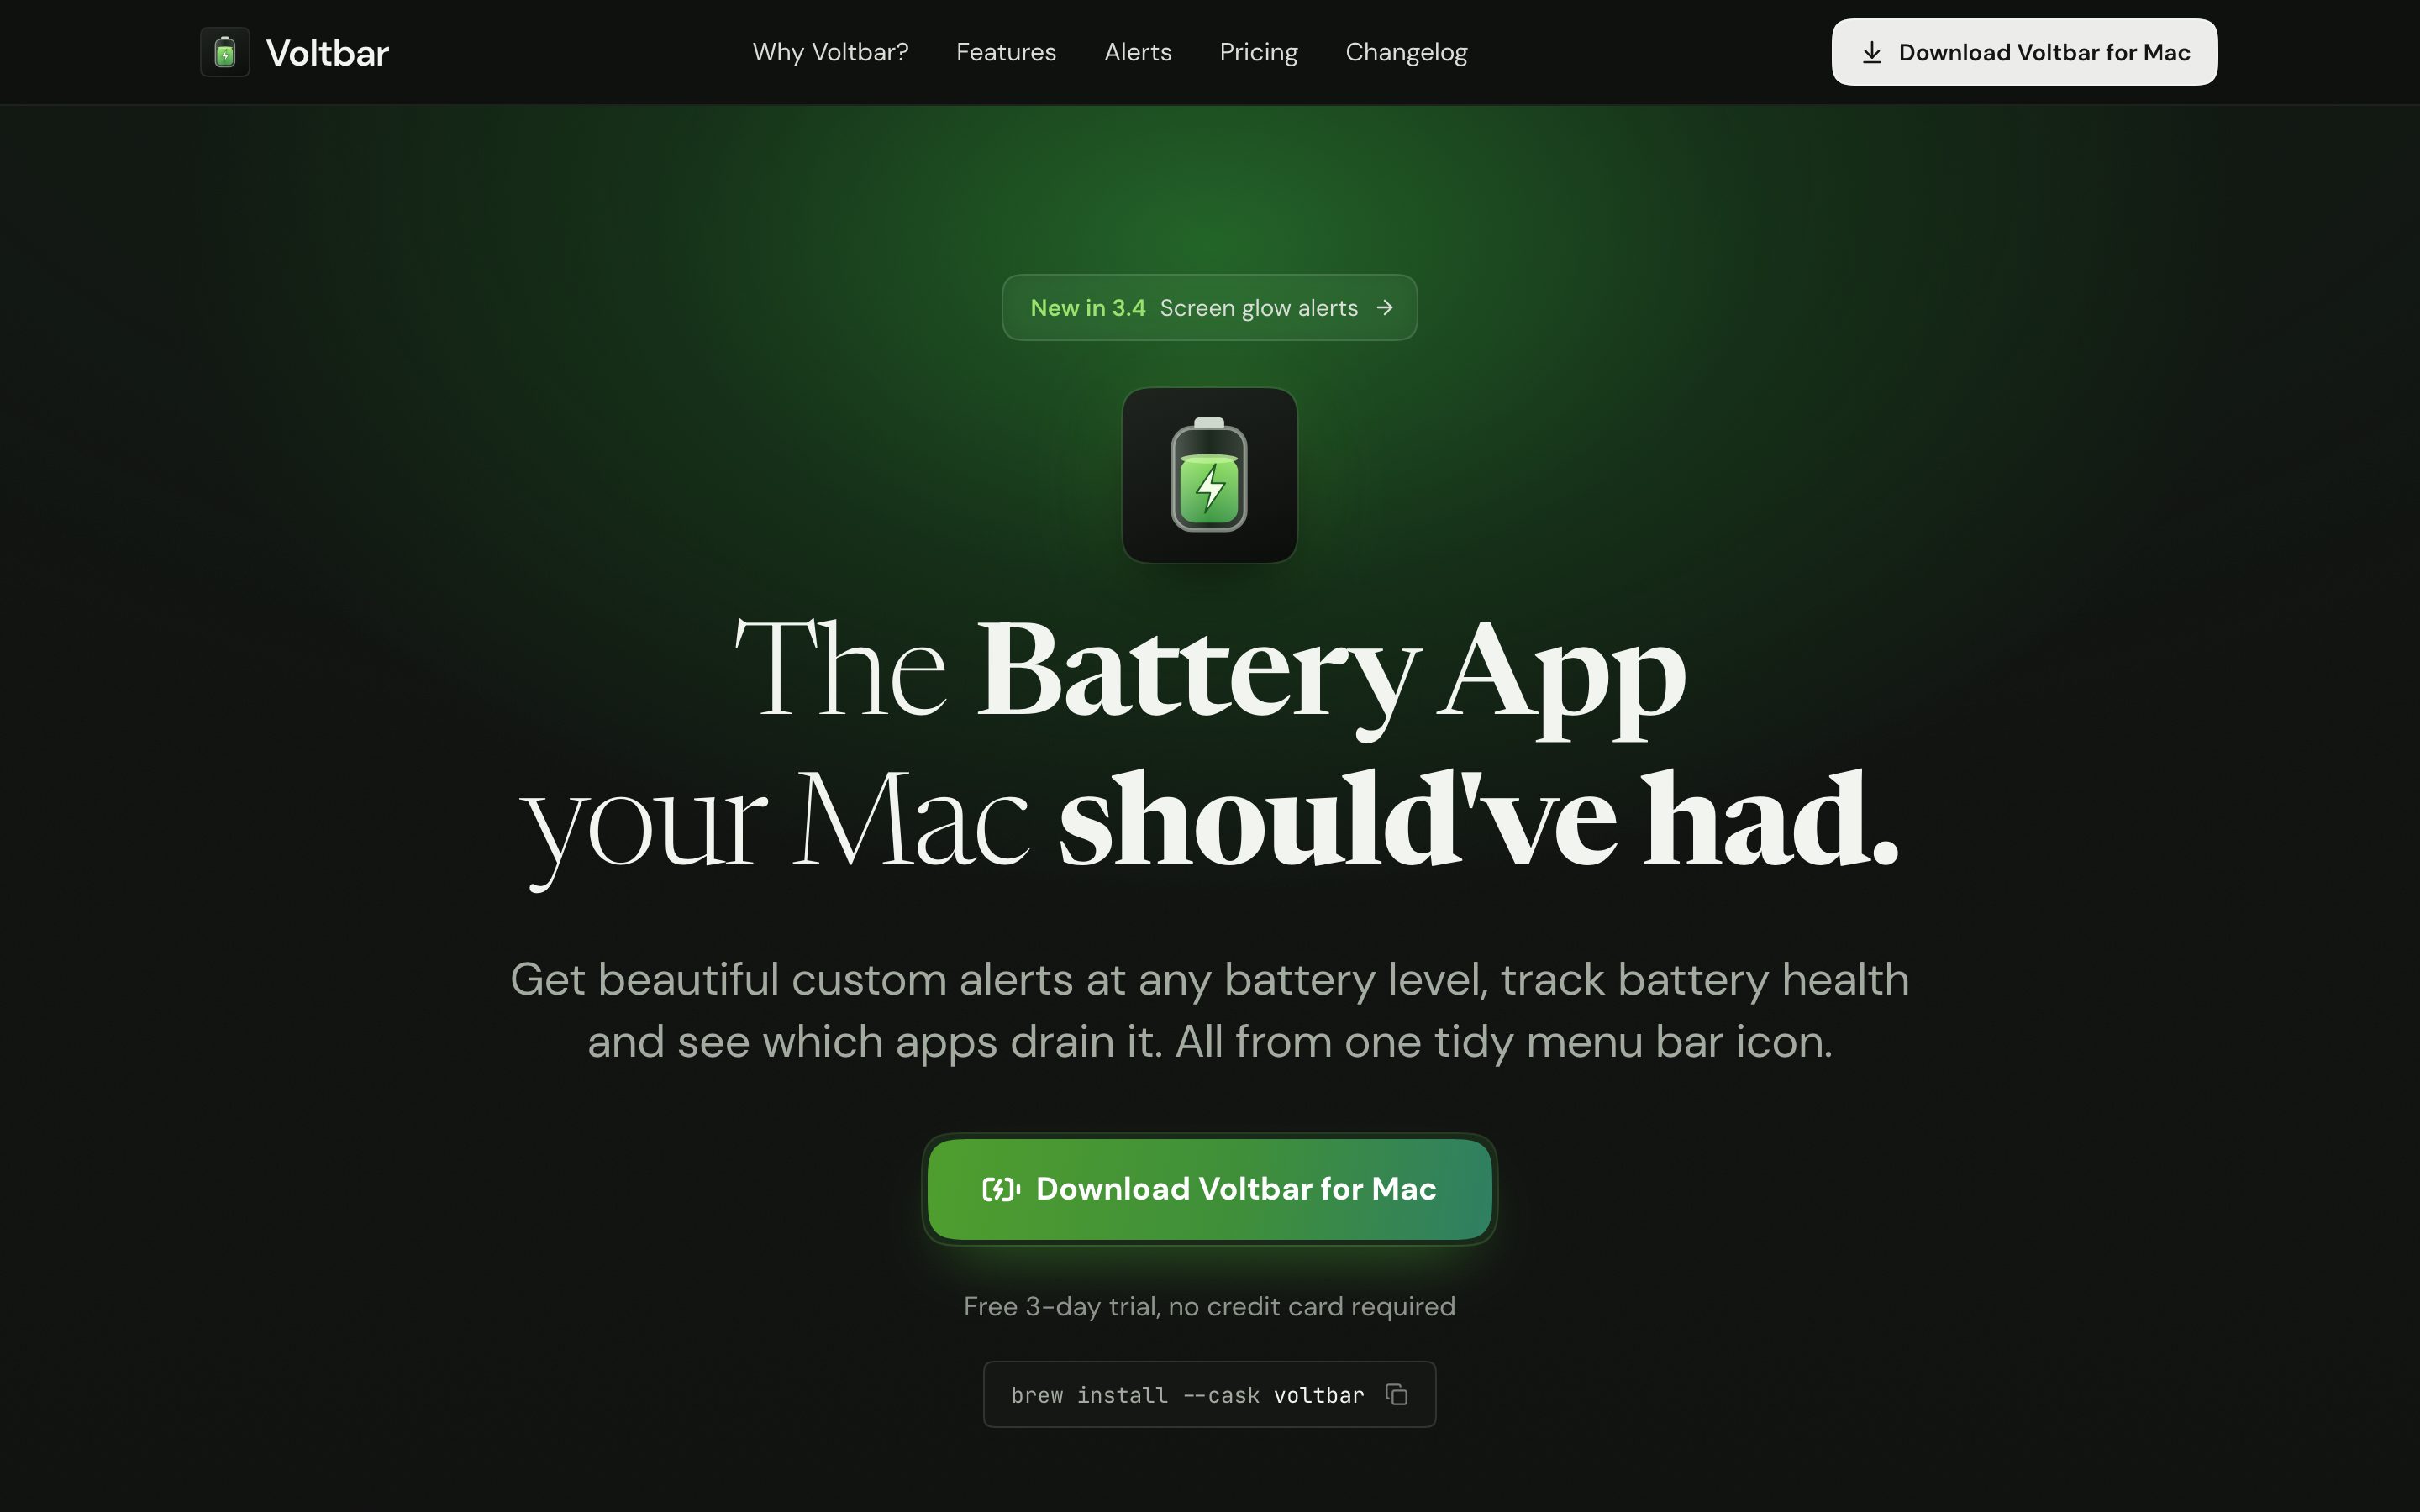 Voltbar
Why Voltbar?
Features
Alerts
Pricing
Changelog
Download Voltbar for Mac
New in 3.4 Screen glow alerts
The Battery App
your Mac should've had.
Get beautiful custom alerts at any battery level, track battery health
and see which apps drain it. All from one tidy menu bar icon.
Download Voltbar for Mac
Free 3-day trial, no credit card required
brew install --cask voltbar